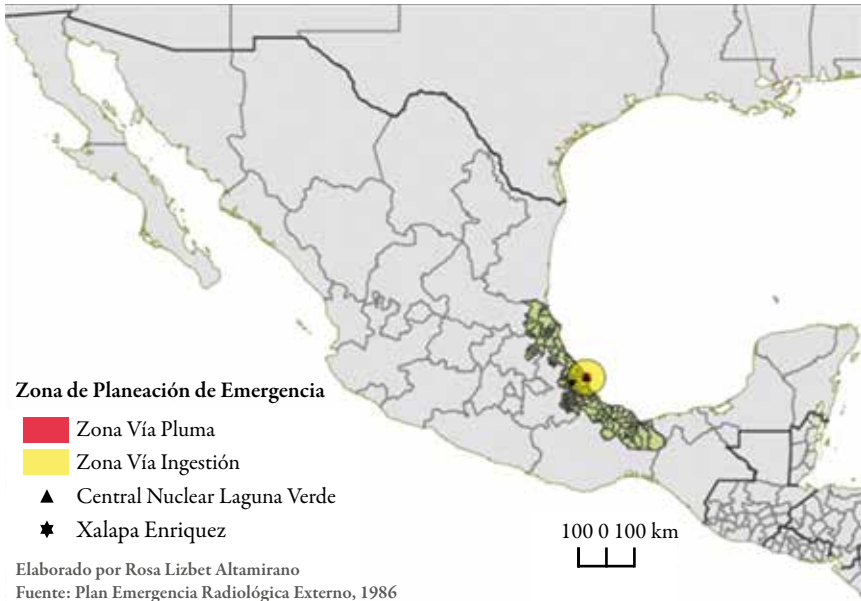 Zona de Planeación de Emergencia
Zona Vía Pluma
Zona Vía Ingestión
Central Nuclear Laguna Verde
Xalapa Enriquez
100 0 100 km
Elaborado por Rosa Lizbet Altamirano
Fuente: Plan Emergencia Radiológica Externo, 1986